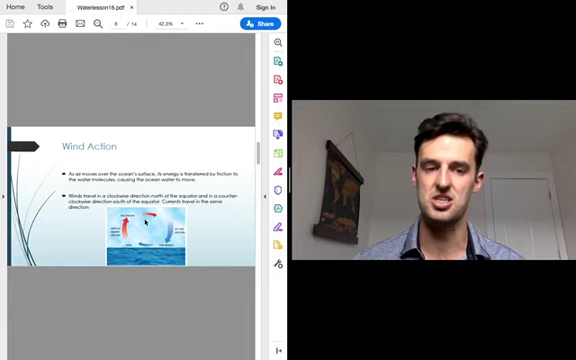 Home Tools Waterlesson16.pdf Sign In
6 / 14 42.3% Share
Wind Action
As air moves over the ocean's surface, its energy is transferred by friction to
the water molecules, causing the ocean water to move.
Winds travel in a clockwise direction north of the equator and in a counter-
clockwise direction south of the equator. Currents travel in the same
direction